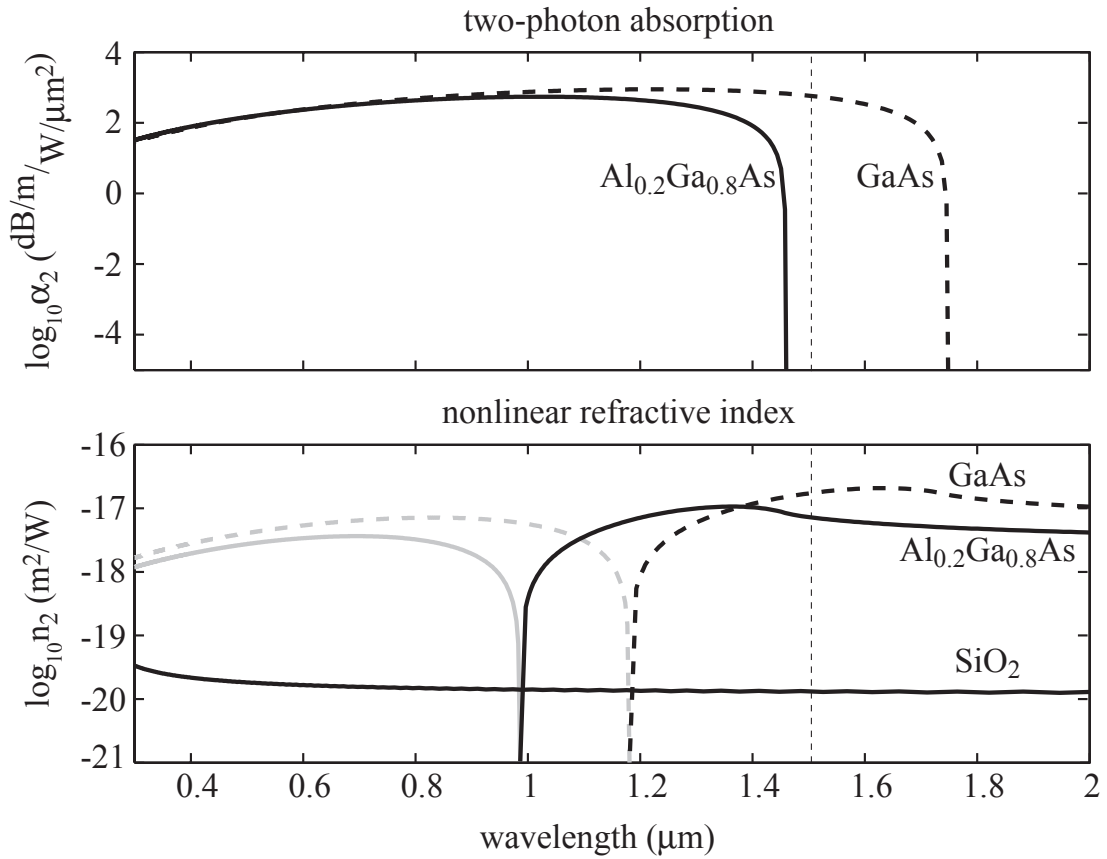 two-photon absorption
log₁₀α₂ (dB/m/W/μm²)
4
2
0
-2
-4
Al₀.₂Ga₀.₈As
GaAs
nonlinear refractive index
log₁₀n₂ (m²/W)
-16
-17
-18
-19
-20
-21
GaAs
Al₀.₂Ga₀.₈As
SiO₂
0.4 0.6 0.8 1 1.2 1.4 1.6 1.8 2
wavelength (μm)